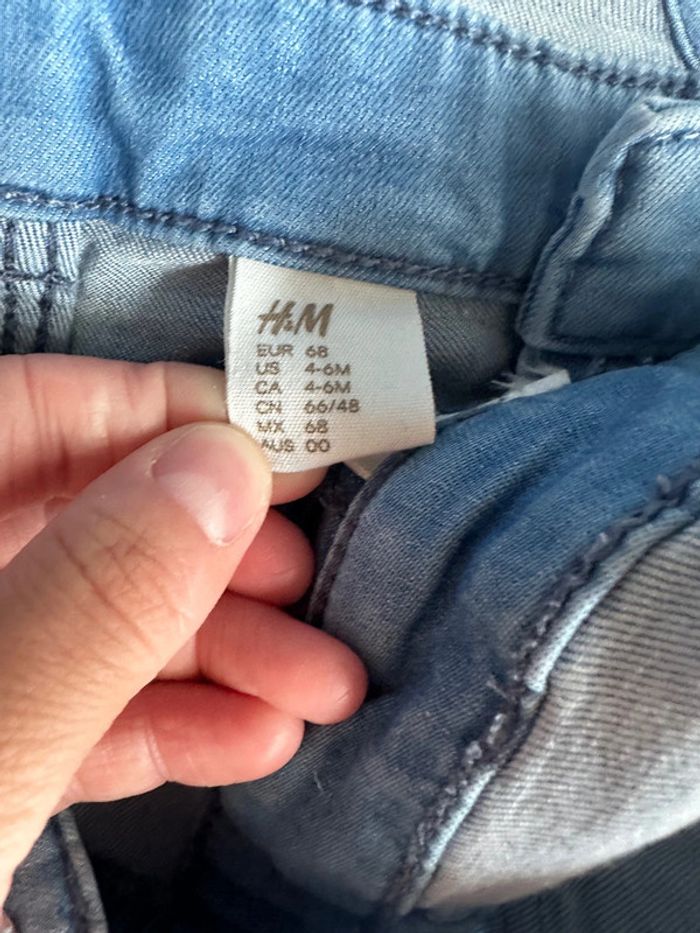 H&M
EUR 68
US 4-6M
CA 4-6M
CN 66/48
MX 68
AUS 00